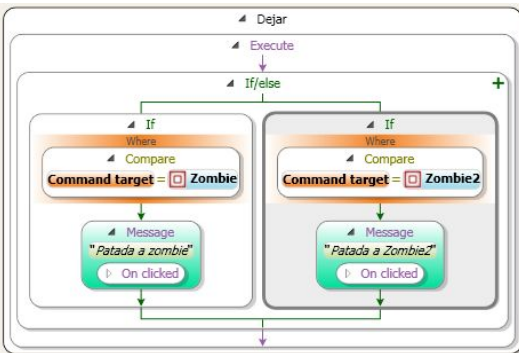 Dejar
Execute
If/else
If
Where
Compare
Command target = Zombie
Message
"Patada a zombie"
On clicked
If
Where
Compare
Command target = Zombie2
Message
"Patada a Zombie2"
On clicked